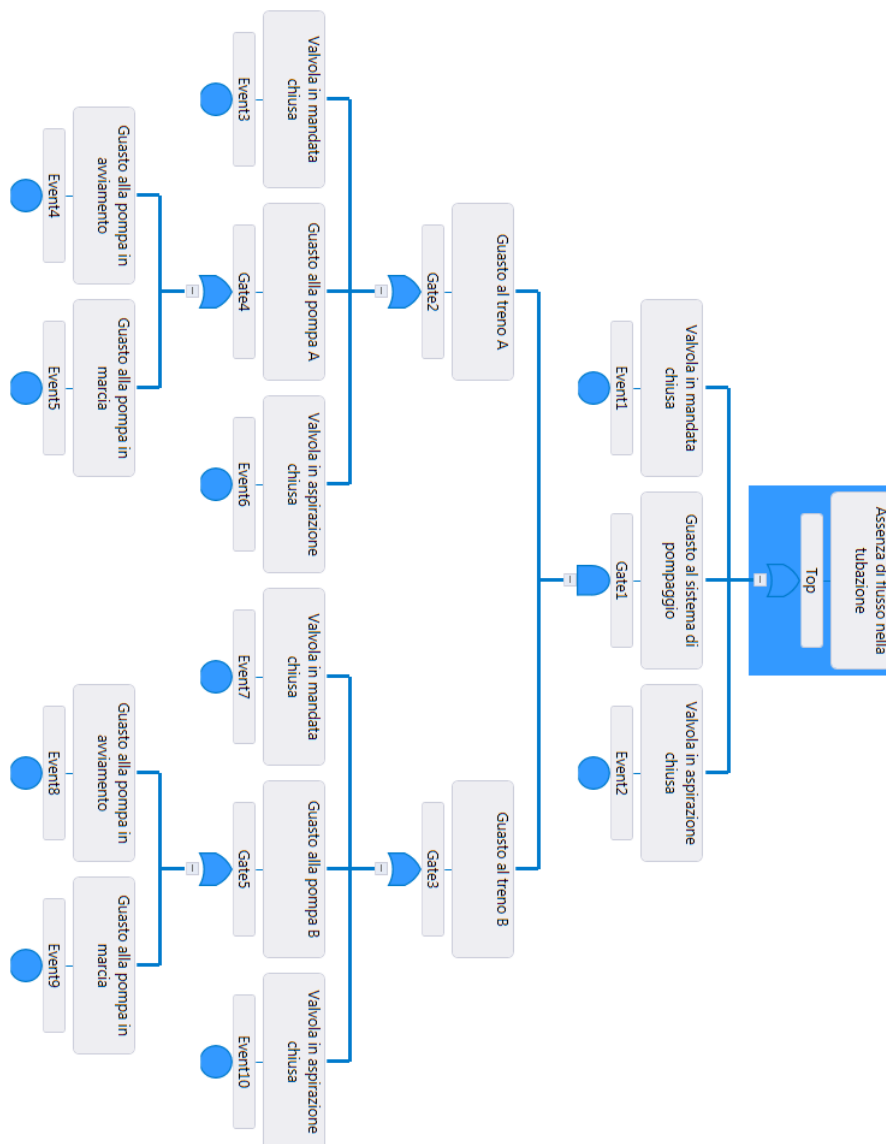 Assenza di flusso nella
tubazione
Top
Valvola in mandata
chiusa
Event1
Guasto al sistema di
pompaggio
Gate1
Valvola in aspirazione
chiusa
Event2
Guasto al treno A
Gate2
Guasto al treno B
Gate3
Valvola in mandata
chiusa
Event3
Guasto alla pompa A
Gate4
Valvola in aspirazione
chiusa
Event6
Valvola in mandata
chiusa
Event7
Guasto alla pompa B
Gate5
Valvola in aspirazione
chiusa
Event10
Guasto alla pompa in
avviamento
Event4
Guasto alla pompa in
marcia
Event5
Guasto alla pompa in
avviamento
Event8
Guasto alla pompa in
marcia
Event9